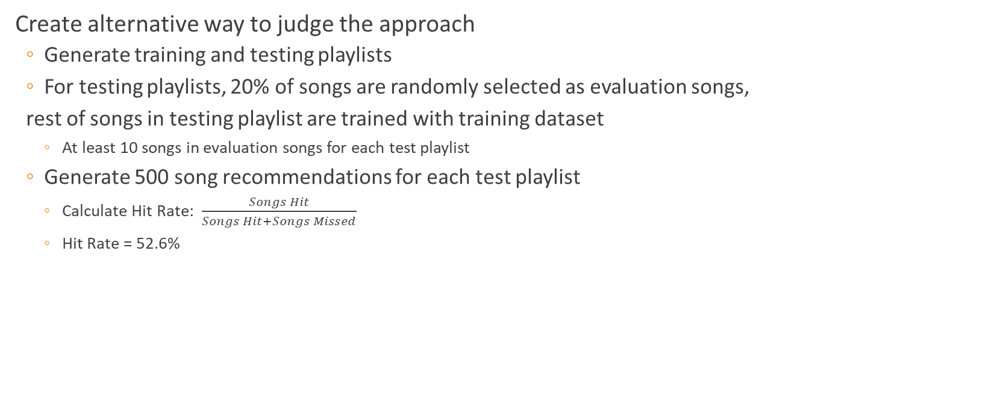 Create alternative way to judge the approach
◦ Generate training and testing playlists
◦ For testing playlists, 20% of songs are randomly selected as evaluation songs,
rest of songs in testing playlist are trained with training dataset
◦ At least 10 songs in evaluation songs for each test playlist
◦ Generate 500 song recommendations for each test playlist
Songs Hit
◦ Calculate Hit Rate:
Songs Hit+Songs Missed
◦ Hit Rate = 52.6%